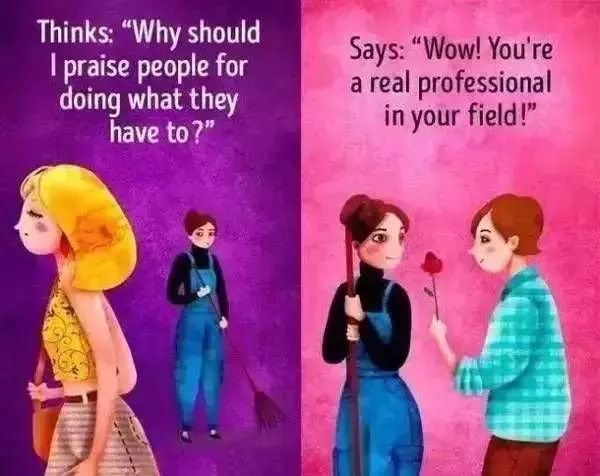 Thinks: “Why should
I praise people for
doing what they
have to?”
Says: “Wow! You're
a real professional
in your field!”